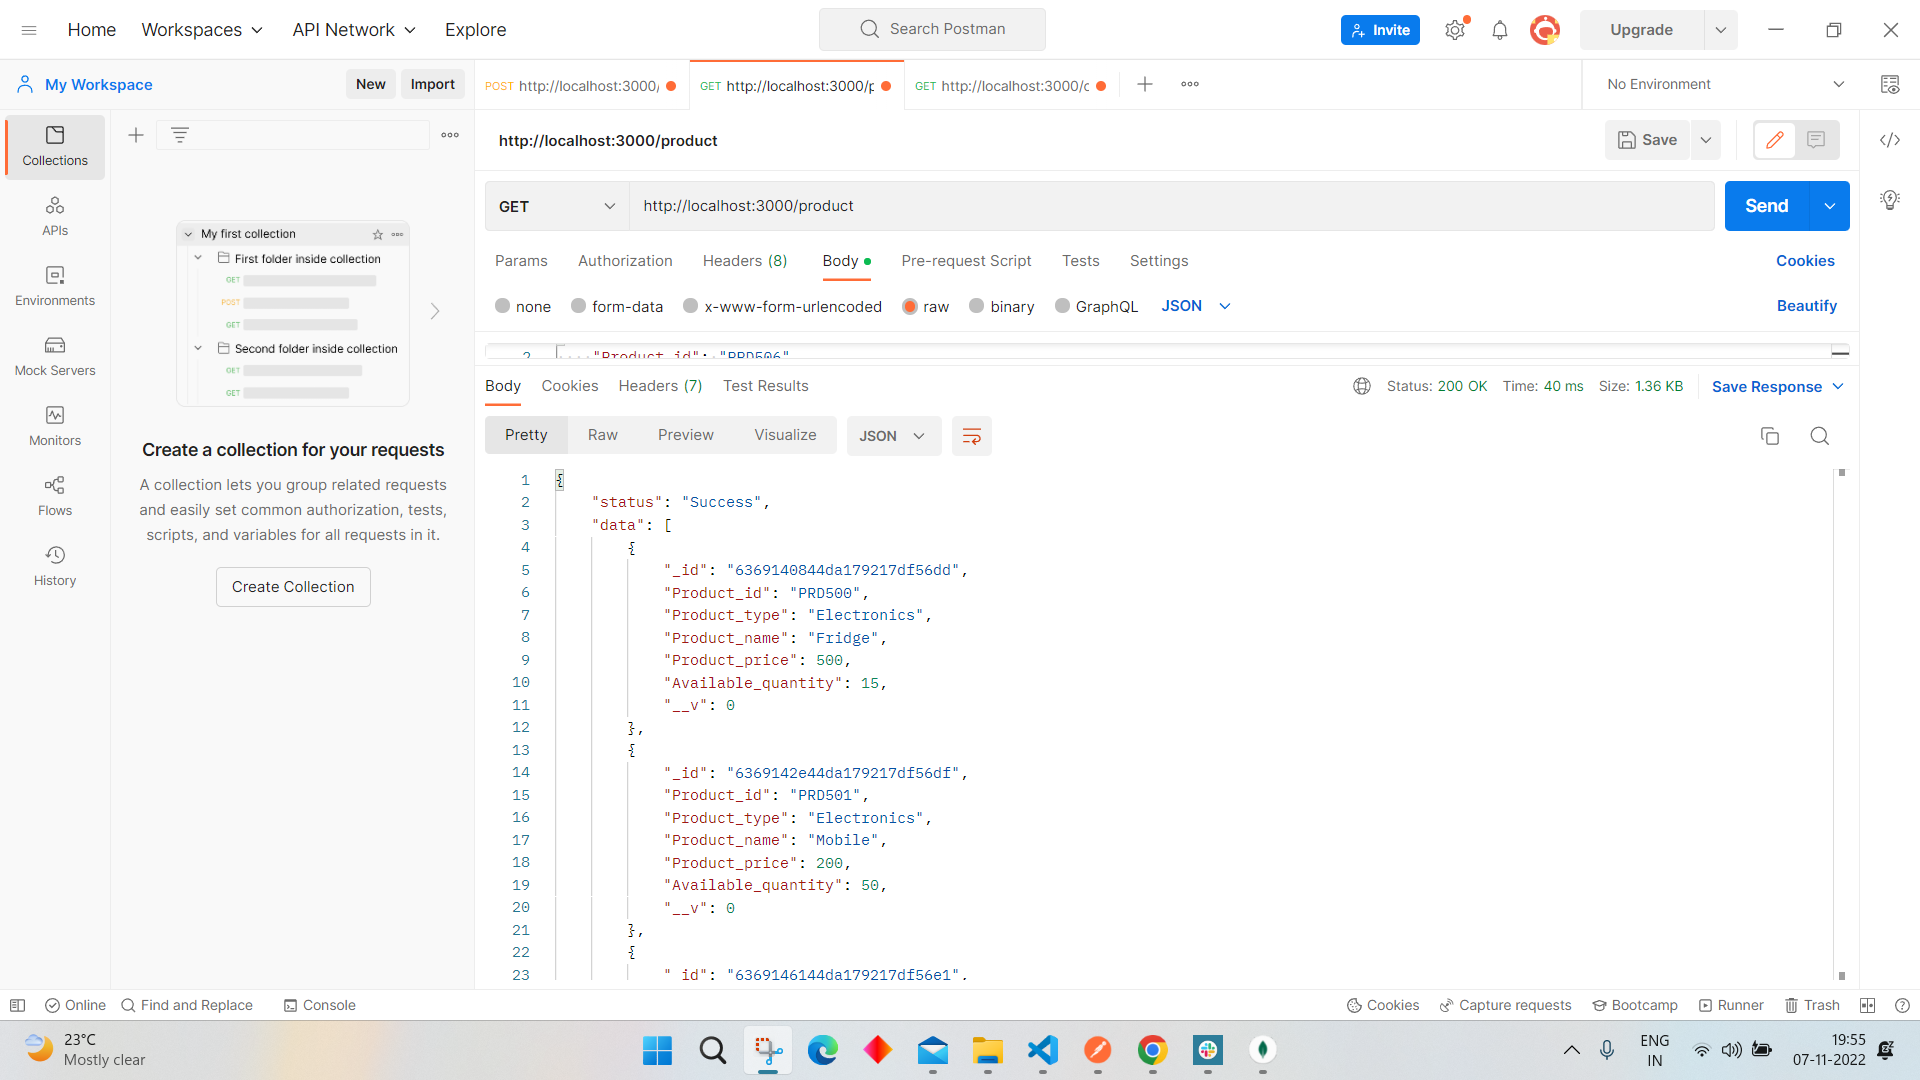 Home Workspaces API Network Explore Search Postman Invite Upgrade
My Workspace New Import
POST http://localhost:3000/ GET http://localhost:3000/p GET http://localhost:3000/c No Environment
http://localhost:3000/product Save
GET http://localhost:3000/product Send
Params Authorization Headers (8) Body Pre-request Script Tests Settings Cookies
none form-data x-www-form-urlencoded raw binary GraphQL JSON Beautify
2 "Product_id": "PRD506"
Body Cookies Headers (7) Test Results Status: 200 OK Time: 40 ms Size: 1.36 KB Save Response
Pretty Raw Preview Visualize JSON
1 {
2 "status": "Success",
3 "data": [
4 {
5 "_id": "6369140844da179217df56dd",
6 "Product_id": "PRD500",
7 "Product_type": "Electronics",
8 "Product_name": "Fridge",
9 "Product_price": 500,
10 "Available_quantity": 15,
11 "__v": 0
12 },
13 {
14 "_id": "6369142e44da179217df56df",
15 "Product_id": "PRD501",
16 "Product_type": "Electronics",
17 "Product_name": "Mobile",
18 "Product_price": 200,
19 "Available_quantity": 50,
20 "__v": 0
21 },
22 {
23 "_id": "6369146144da179217df56e1",
Collections
APIs
Environments
Mock Servers
Monitors
Flows
History
My first collection
First folder inside collection
GET
POST
GET
Second folder inside collection
GET
GET
Create a collection for your requests
A collection lets you group related requests
and easily set common authorization, tests,
scripts, and variables for all requests in it.
Create Collection
Online Find and Replace Console Cookies Capture requests Bootcamp Runner Trash
23°C
Mostly clear
ENG
IN
19:55
07-11-2022